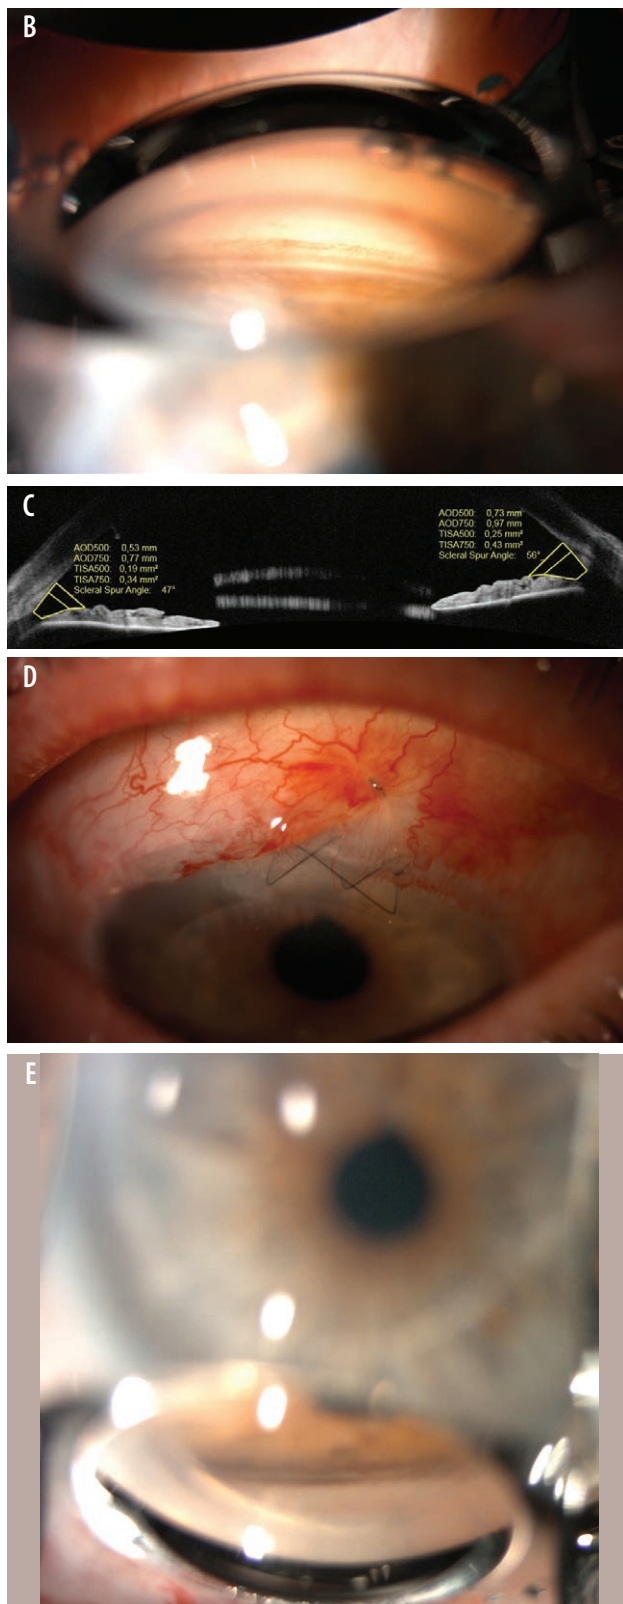 B
C
AOD500: 0,53 mm
AOD750: 0,77 mm
TISA500: 0,19 mm²
TISA750: 0,34 mm²
Scleral Spur Angle: 47°
AOD500: 0,73 mm
AOD750: 0,97 mm
TISA500: 0,25 mm²
TISA750: 0,43 mm²
Scleral Spur Angle: 56°
D
E